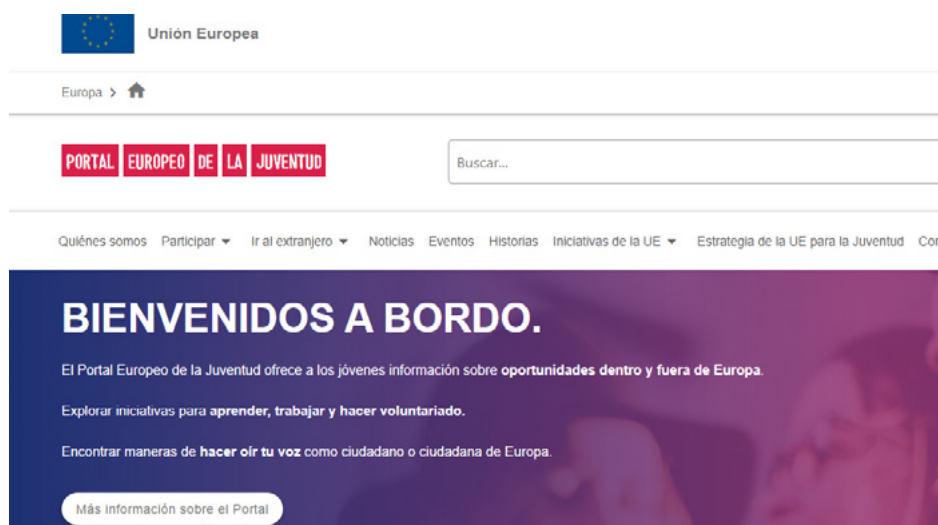 Unión Europea
Europa >
PORTAL EUROPEO DE LA JUVENTUD
Buscar...
Quiénes somos Participar Ir al extranjero Noticias Eventos Historias Iniciativas de la UE Estrategia de la UE para la Juventud
BIENVENIDOS A BORDO.
El Portal Europeo de la Juventud ofrece a los jóvenes información sobre oportunidades dentro y fuera de Europa.
Explorar iniciativas para aprender, trabajar y hacer voluntariado.
Encontrar maneras de hacer oír tu voz como ciudadano o ciudadana de Europa.
Más información sobre el Portal